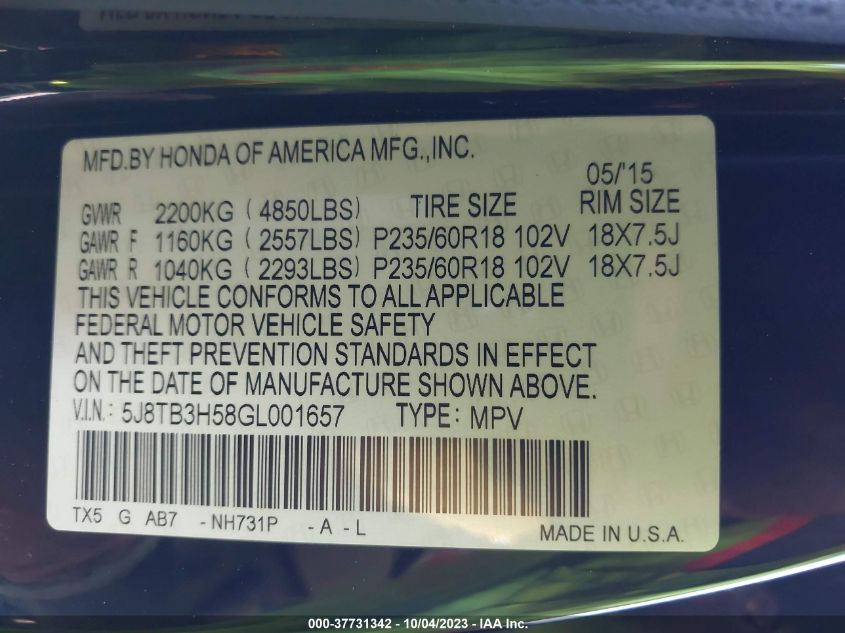 MFD.BY HONDA OF AMERICA MFG.,INC.
05/'15
GVWR 2200KG ( 4850LBS) TIRE SIZE RIM SIZE
GAWR F 1160KG ( 2557LBS) P235/60R18 102V 18X7.5J
GAWR R 1040KG ( 2293LBS) P235/60R18 102V 18X7.5J
THIS VEHICLE CONFORMS TO ALL APPLICABLE
FEDERAL MOTOR VEHICLE SAFETY
AND THEFT PREVENTION STANDARDS IN EFFECT
ON THE DATE OF MANUFACTURE SHOWN ABOVE.
V.I.N.: 5J8TB3H58GL001657 TYPE: MPV
TX5 G AB7 -NH731P - A - L
MADE IN U.S.A.
000-37731342 - 10/04/2023 - IAA Inc.